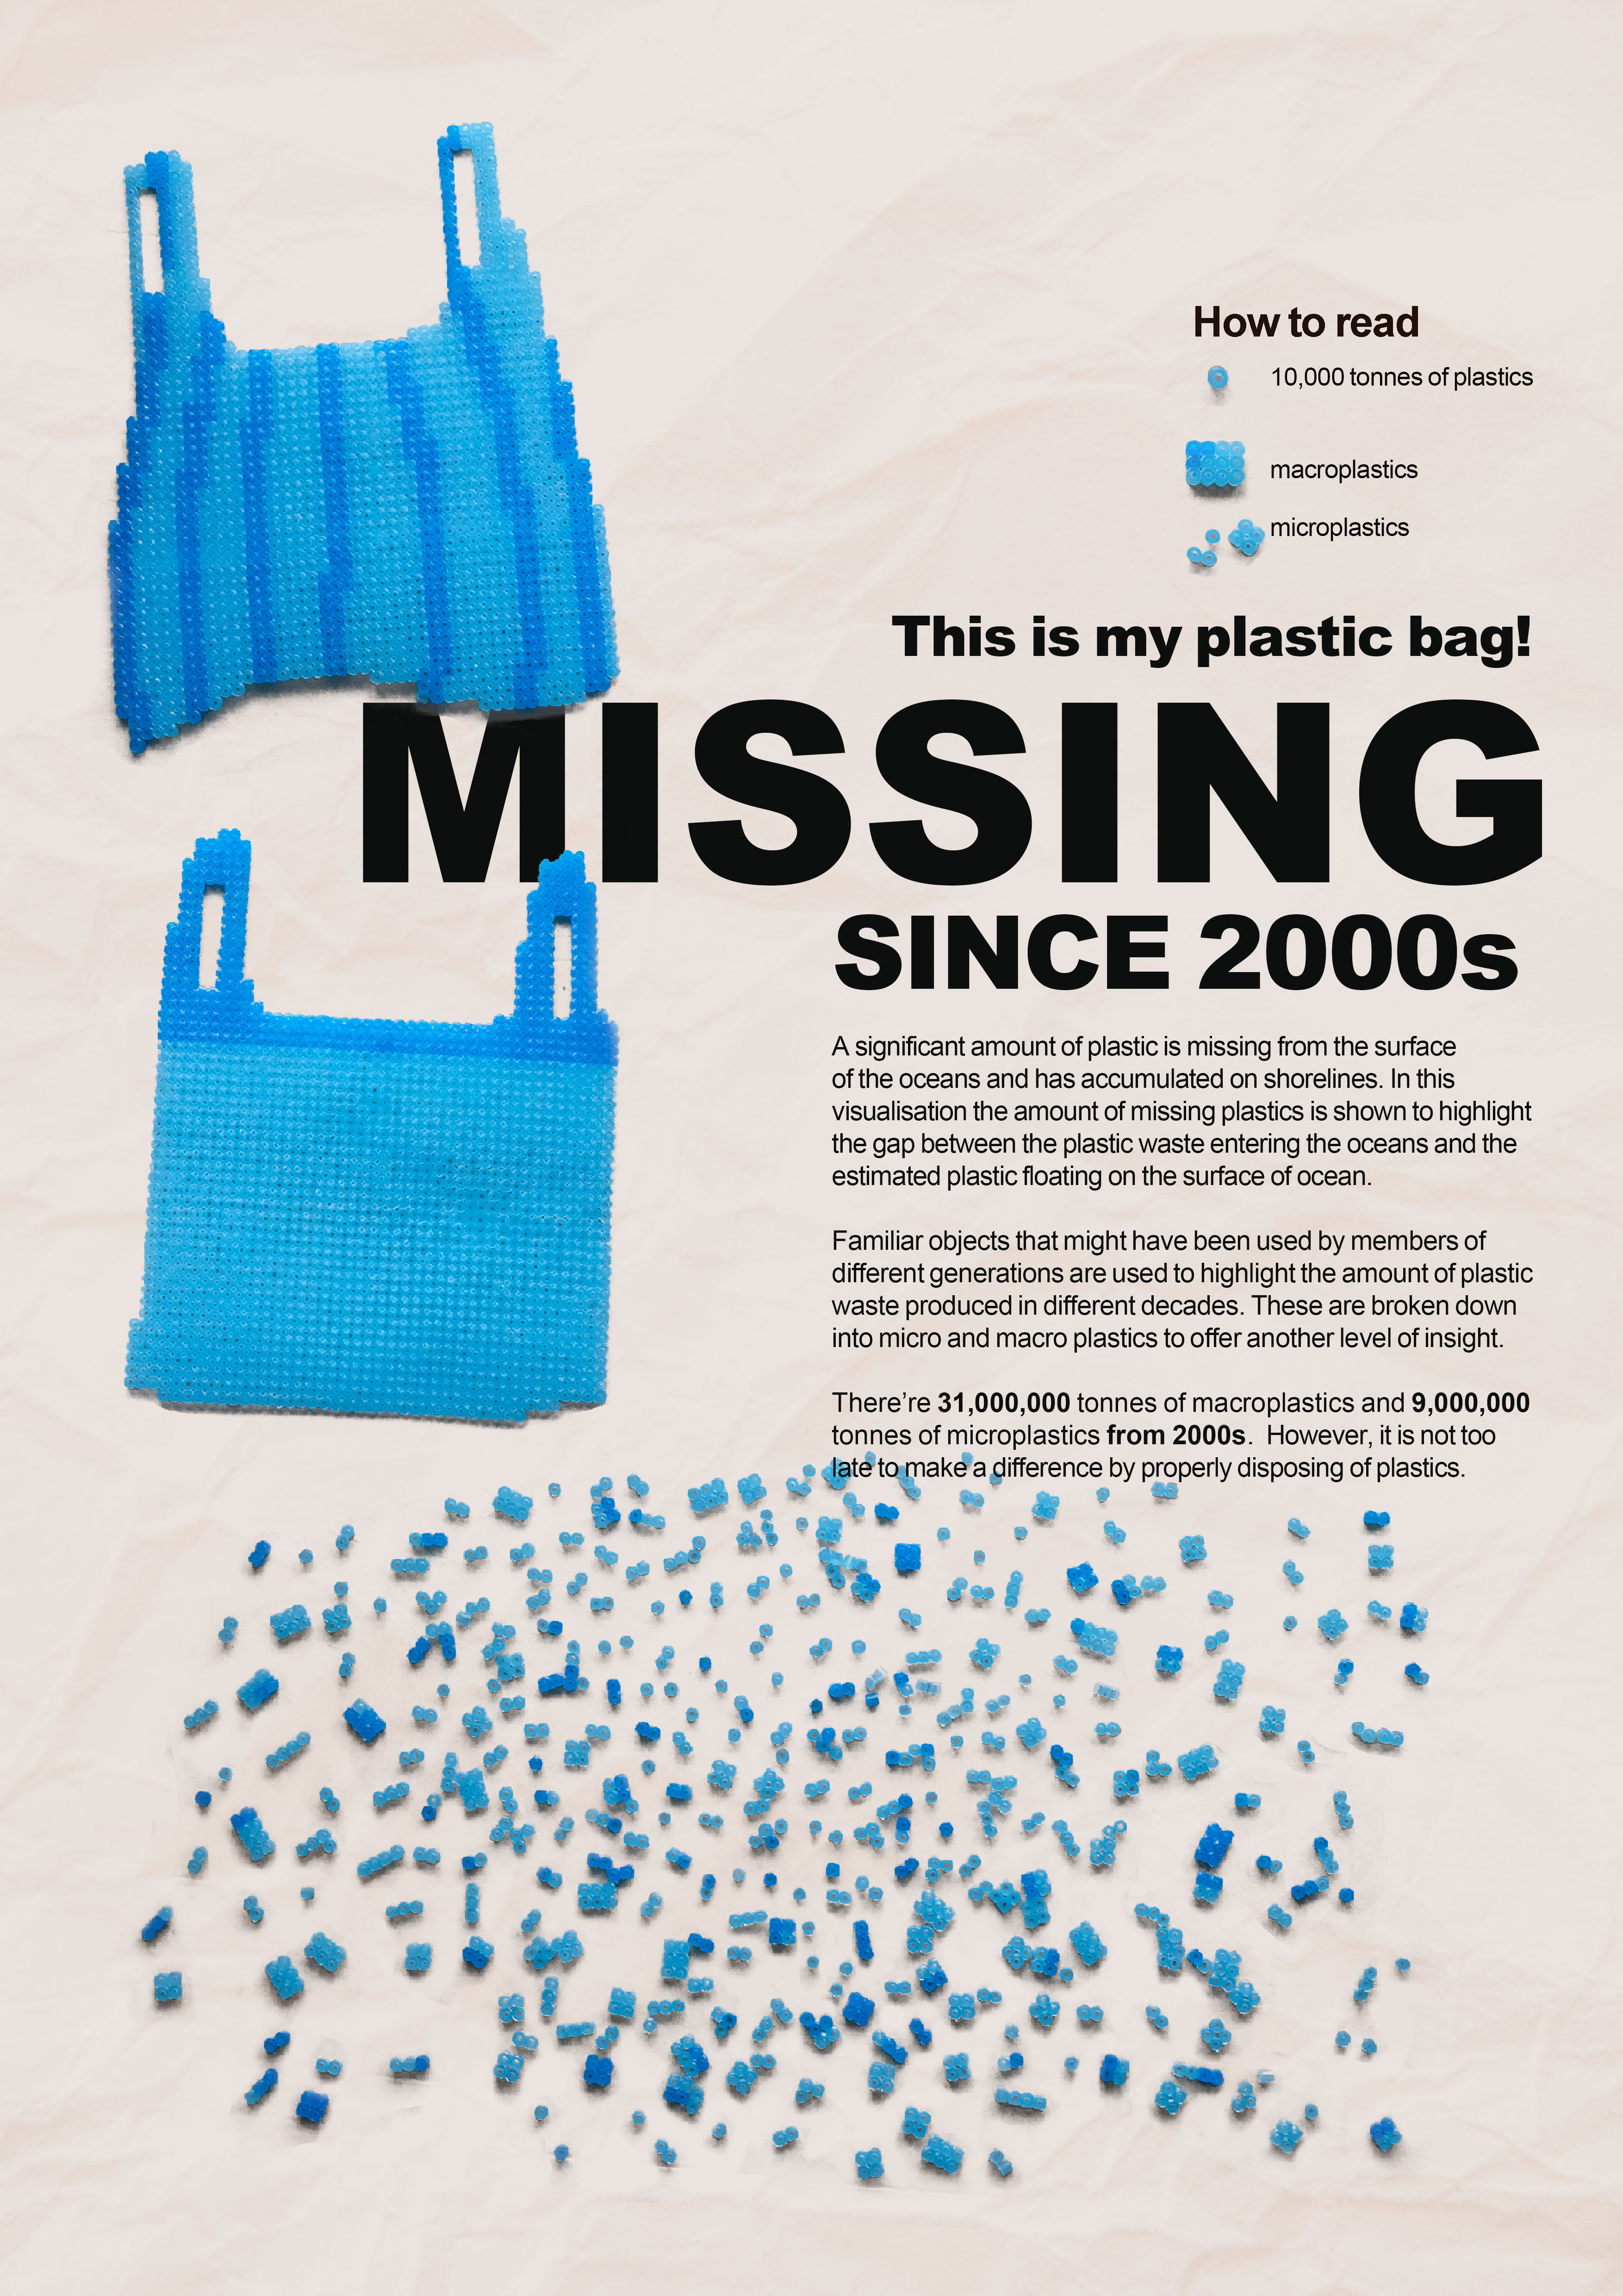 How to read
10,000 tonnes of plastics
macroplastics
microplastics
This is my plastic bag!
MISSING
SINCE 2000s
A significant amount of plastic is missing from the surface
of the oceans and has accumulated on shorelines. In this
visualisation the amount of missing plastics is shown to highlight
the gap between the plastic waste entering the oceans and the
estimated plastic floating on the surface of ocean.
Familiar objects that might have been used by members of
different generations are used to highlight the amount of plastic
waste produced in different decades. These are broken down
into micro and macro plastics to offer another level of insight.
There’re 31,000,000 tonnes of macroplastics and 9,000,000
tonnes of microplastics from 2000s.  However, it is not too
late to make a difference by properly disposing of plastics.